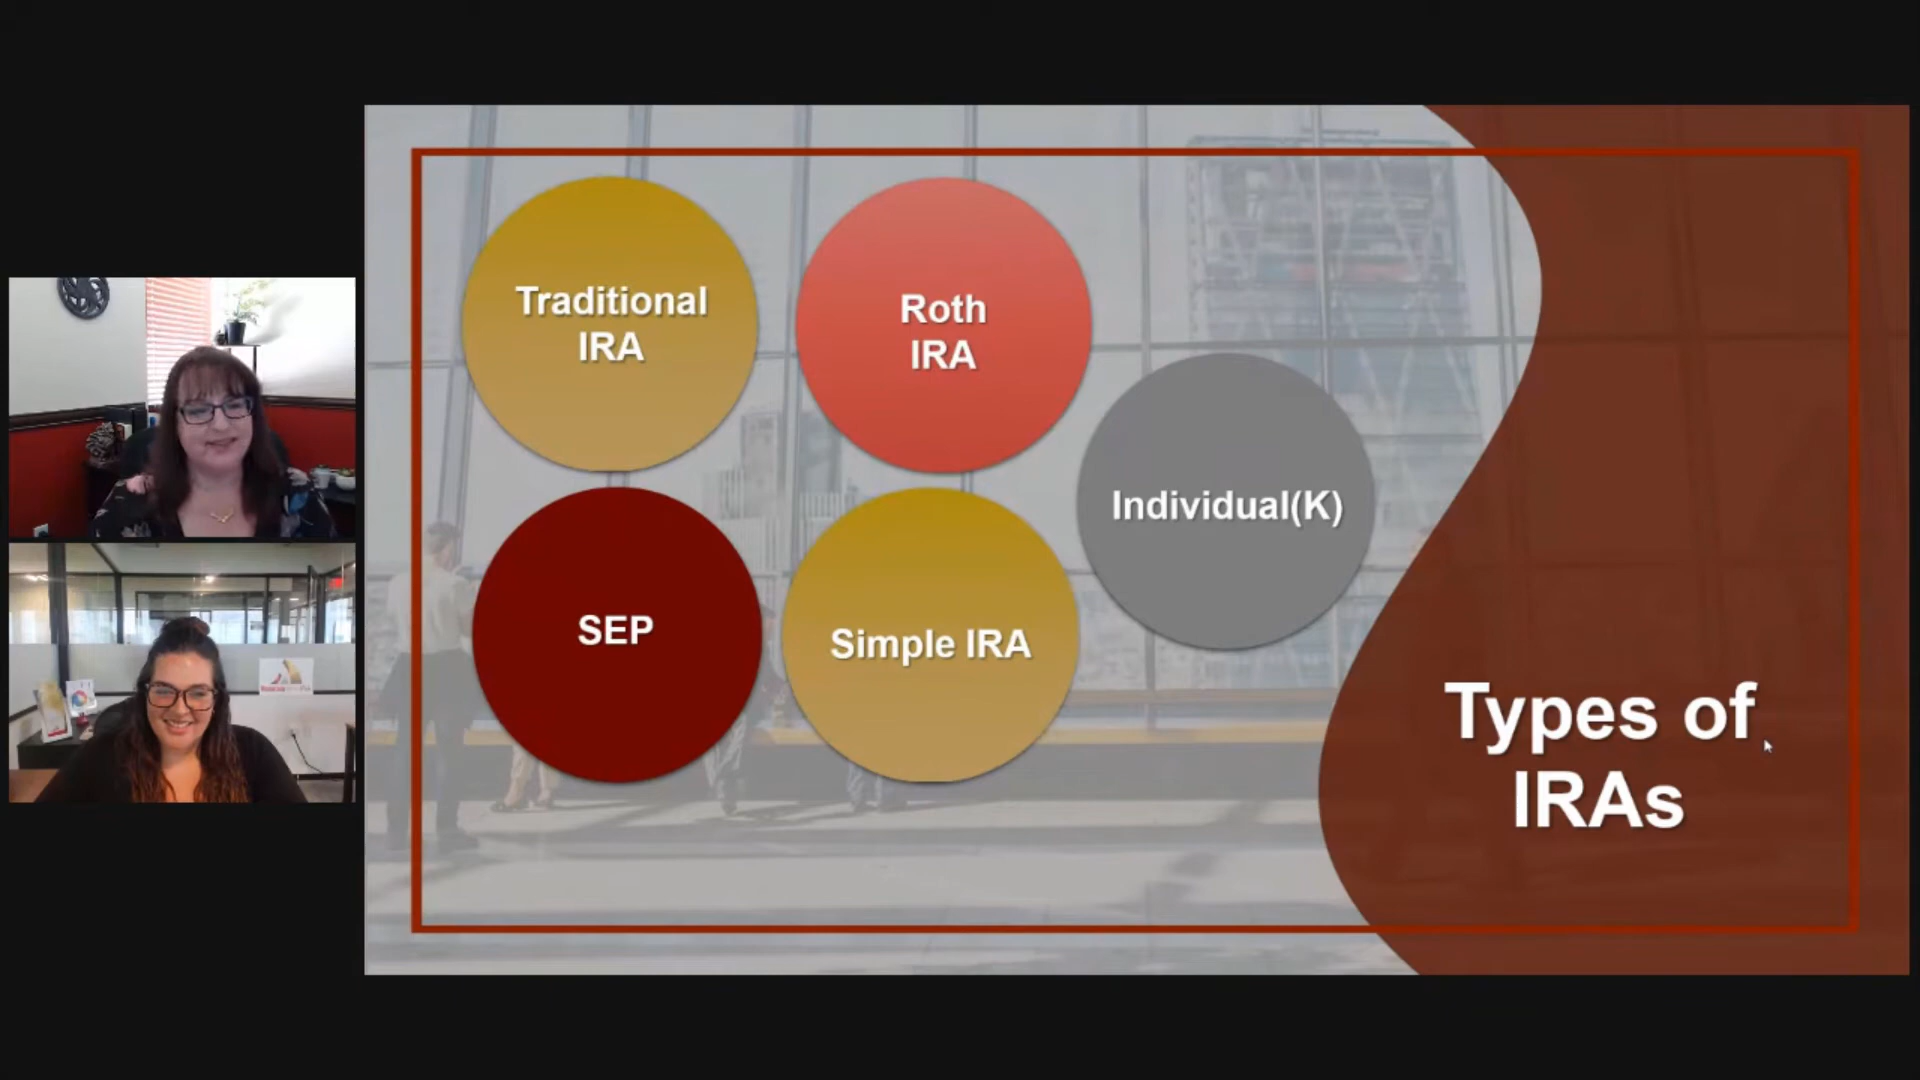 Traditional
IRA
Roth
IRA
Individual(K)
SEP
Simple IRA
Types of
IRAs